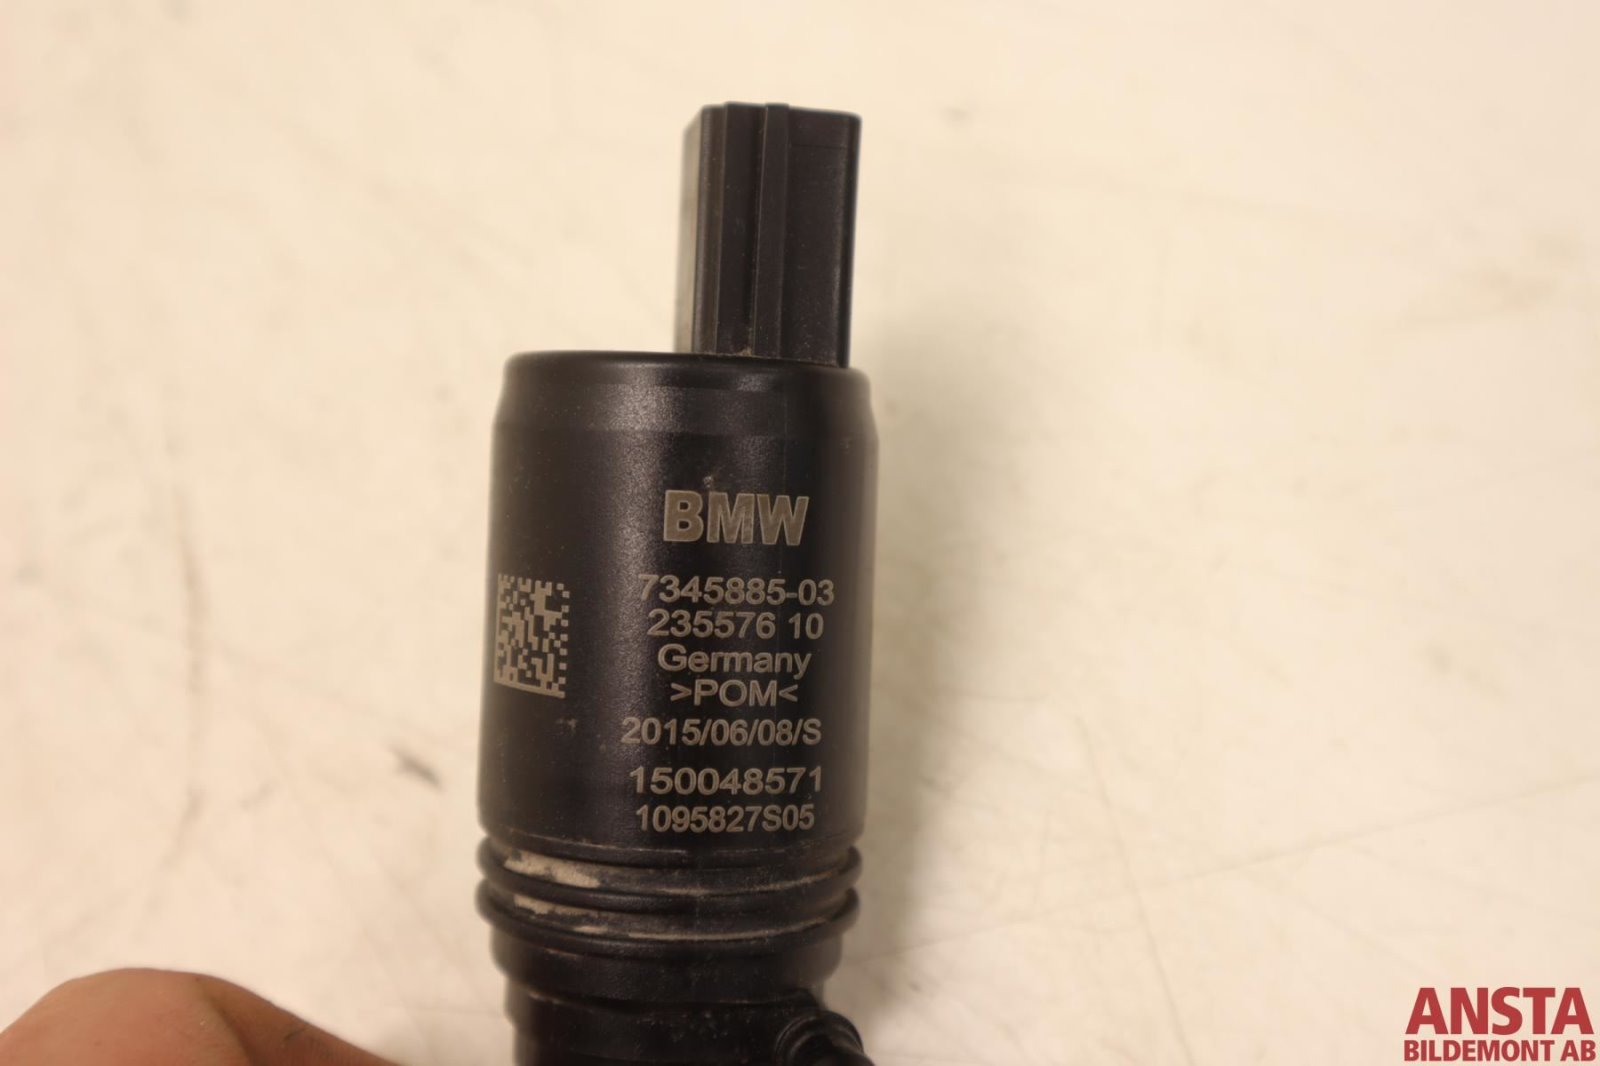 BMW
7345885-03
235576 10
Germany
>POM<
2015/06/08/S
150048571
1095827S05
ANSTA
BILDEMONT AB